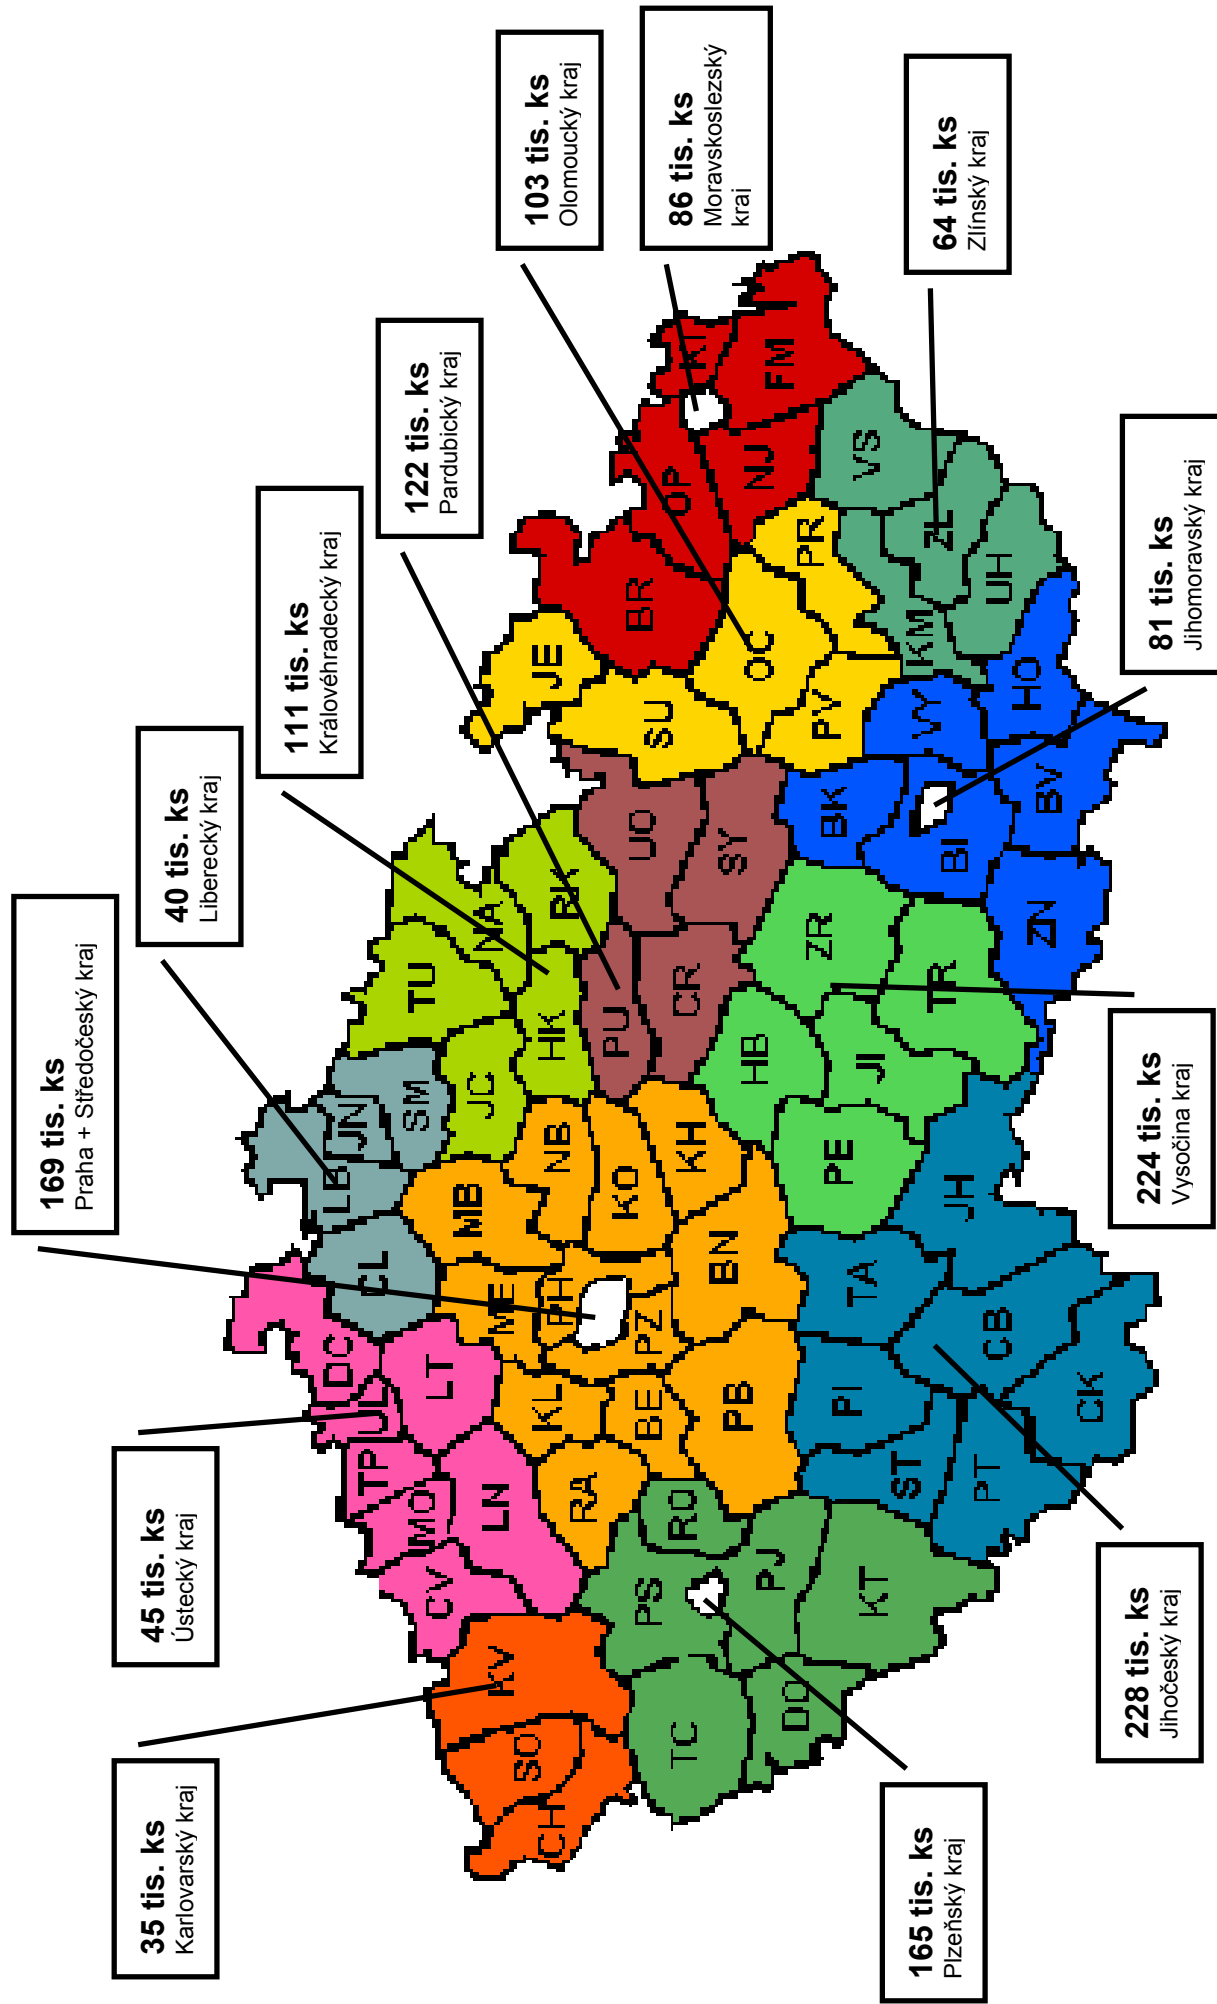 169 tis. ks
Praha + Středočeský kraj
40 tis. ks
Liberecký kraj
111 tis. ks
Královéhradecký kraj
122 tis. ks
Pardubický kraj
103 tis. ks
Olomoucký kraj
86 tis. ks
Moravskoslezský
kraj
64 tis. ks
Zlínský kraj
81 tis. ks
Jihomoravský kraj
224 tis. ks
Vysočina kraj
228 tis. ks
Jihočeský kraj
165 tis. ks
Plzeňský kraj
35 tis. ks
Karlovarský kraj
45 tis. ks
Ústecký kraj
CH
SO
KV
CV
MO
TP
UL
DC
LT
LN
CL
LB
JN
SM
JC
TU
NA
HK
RK
RA
KL
ME
MB
NB
PH
PZ
BE
PB
BN
KO
KH
PU
CR
UO
SY
TC
DO
PS
PJ
RO
KT
ST
PT
PI
TA
CB
CK
JH
PE
HB
JI
TR
ZR
BK
BI
ZN
BV
VY
HO
SU
JE
OC
PV
PR
BR
OP
NJ
KI
FM
VS
ZL
UH
KM